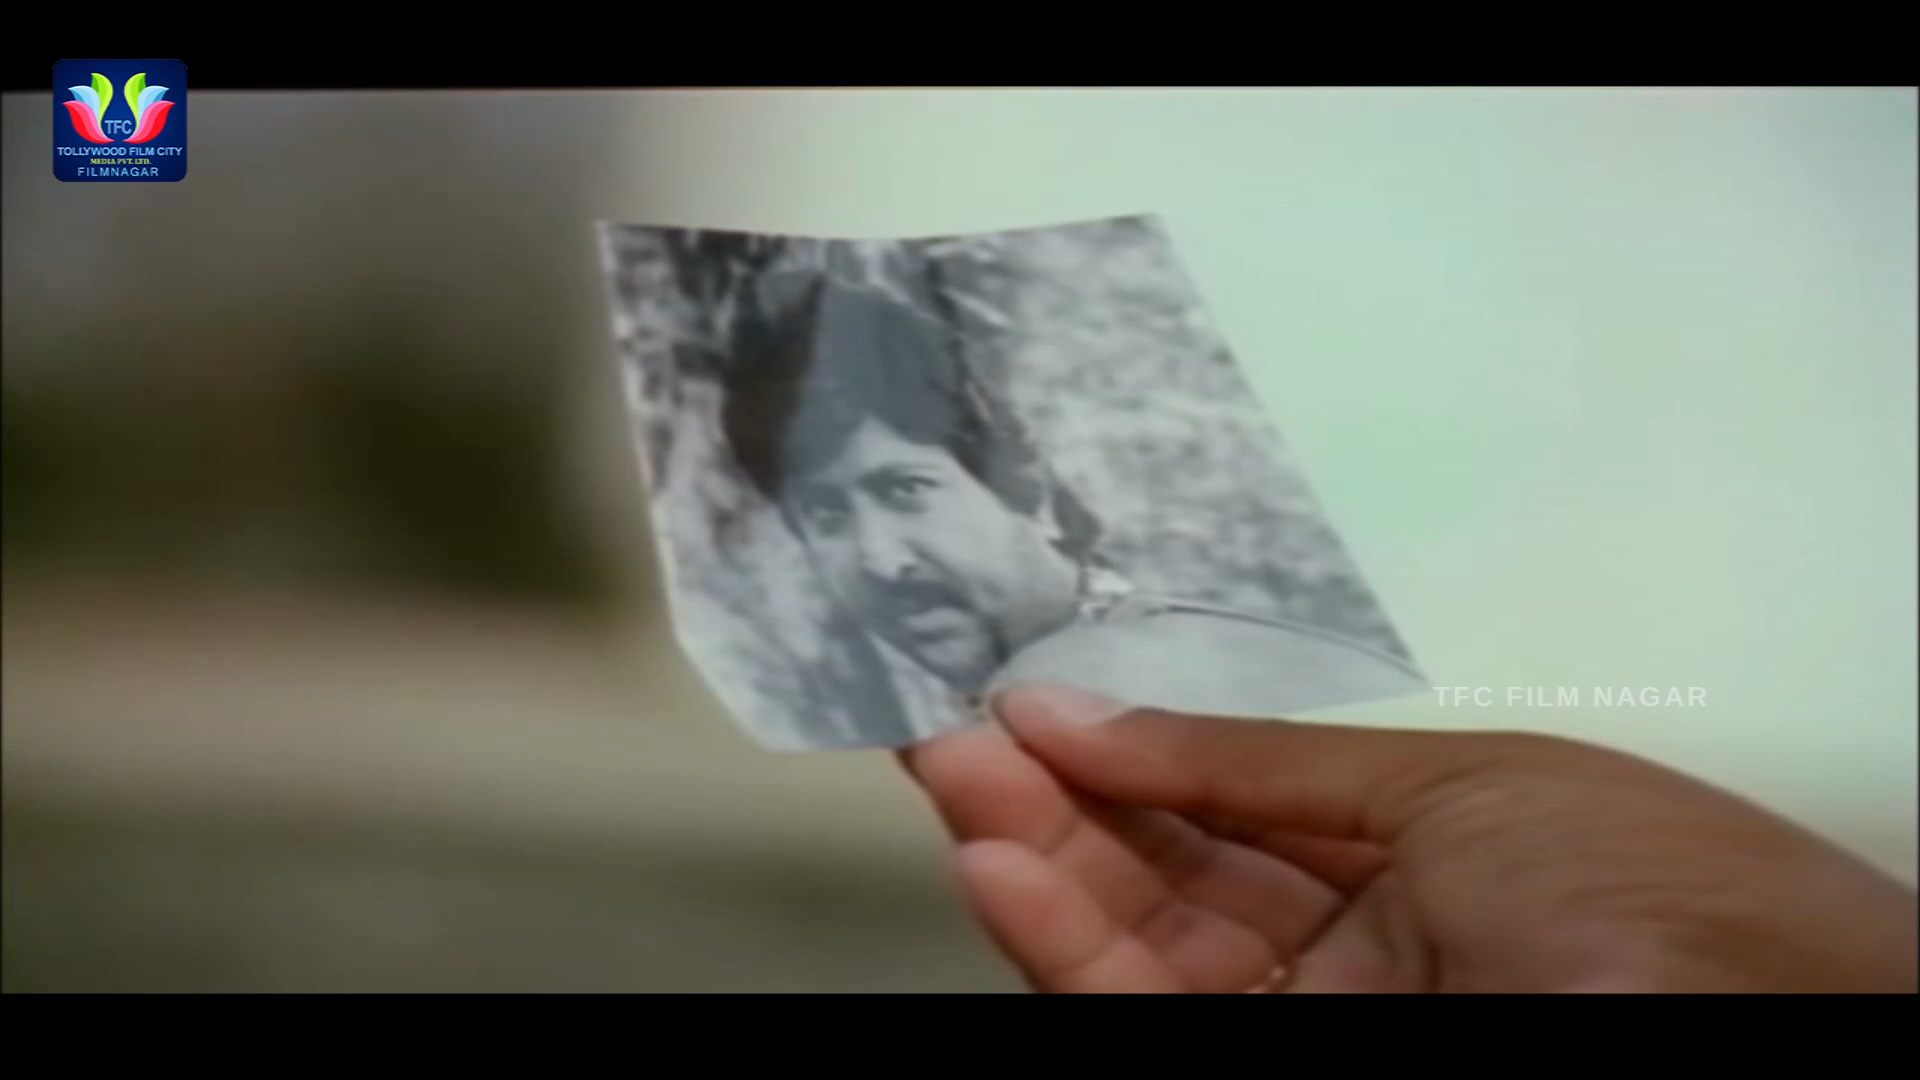 TFC
TOLLYWOOD FILM CITY
MEDIA PVT. LTD.
FILMNAGAR
TFC FILM NAGAR